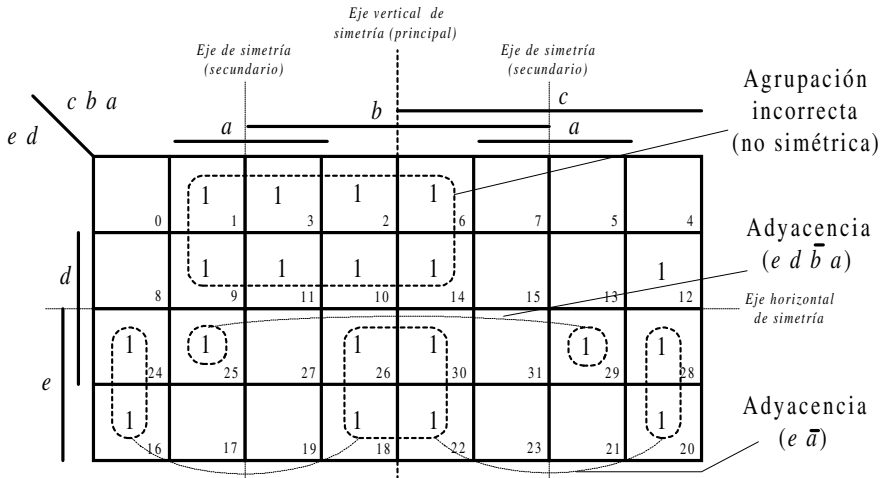 Eje vertical de
simetría (principal)
Eje de simetría
(secundario)
Eje de simetría
(secundario)
c b a
e d
c
b
a a
Agrupación
incorrecta
(no simétrica)
1 1 1 1
0 1 3 2 6 7 5 4
d
Adyacencia
(e d b̅ a)
1 1 1 1 1
8 9 11 10 14 15 13 12
Eje horizontal
de simetría
e
1 1 1 1 1 1
24 25 27 26 30 31 29 28
Adyacencia
(e a̅)
1 1 1 1
16 17 19 18 22 23 21 20